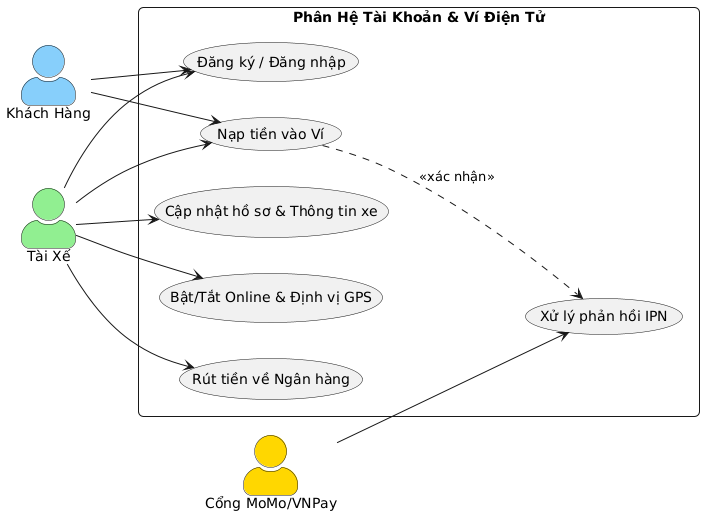 Phân Hệ Tài Khoản & Ví Điện Tử
Đăng ký / Đăng nhập
Khách Hàng
Nạp tiền vào Ví
«xác nhận»
Cập nhật hồ sơ & Thông tin xe
Tài Xế
Bật/Tắt Online & Định vị GPS
Xử lý phản hồi IPN
Rút tiền về Ngân hàng
Cổng MoMo/VNPay